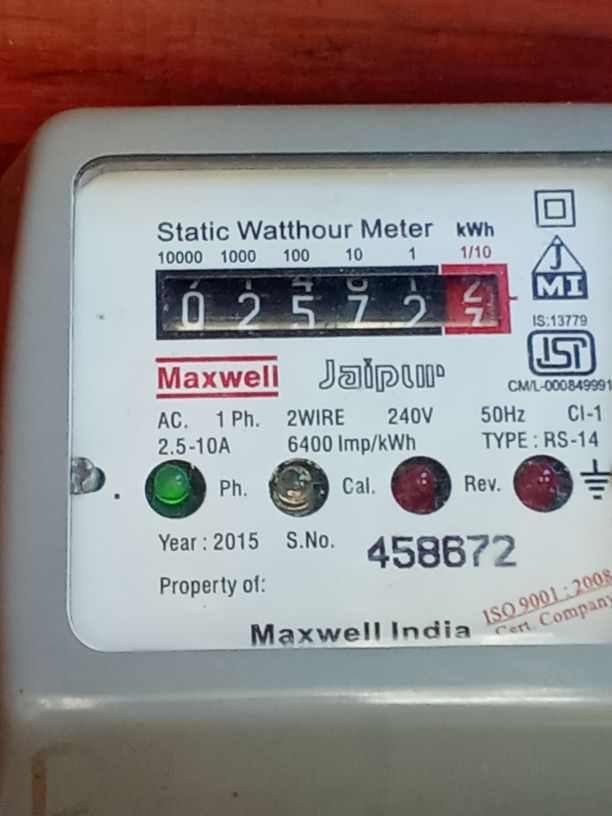 Static Watthour Meter kWh
10000 1000 100 10 1 1/10
0 2 5 7 2
J
MI
IS:13779
ISI
CM/L-000849991
Maxwell Jaipur
AC. 1 Ph. 2WIRE 240V 50Hz Cl-1
2.5-10A 6400 Imp/kWh TYPE : RS-14
Ph. Cal. Rev.
Year : 2015 S.No. 458672
Property of:
ISO 9001 : 2008
Cert. Company
Maxwell India